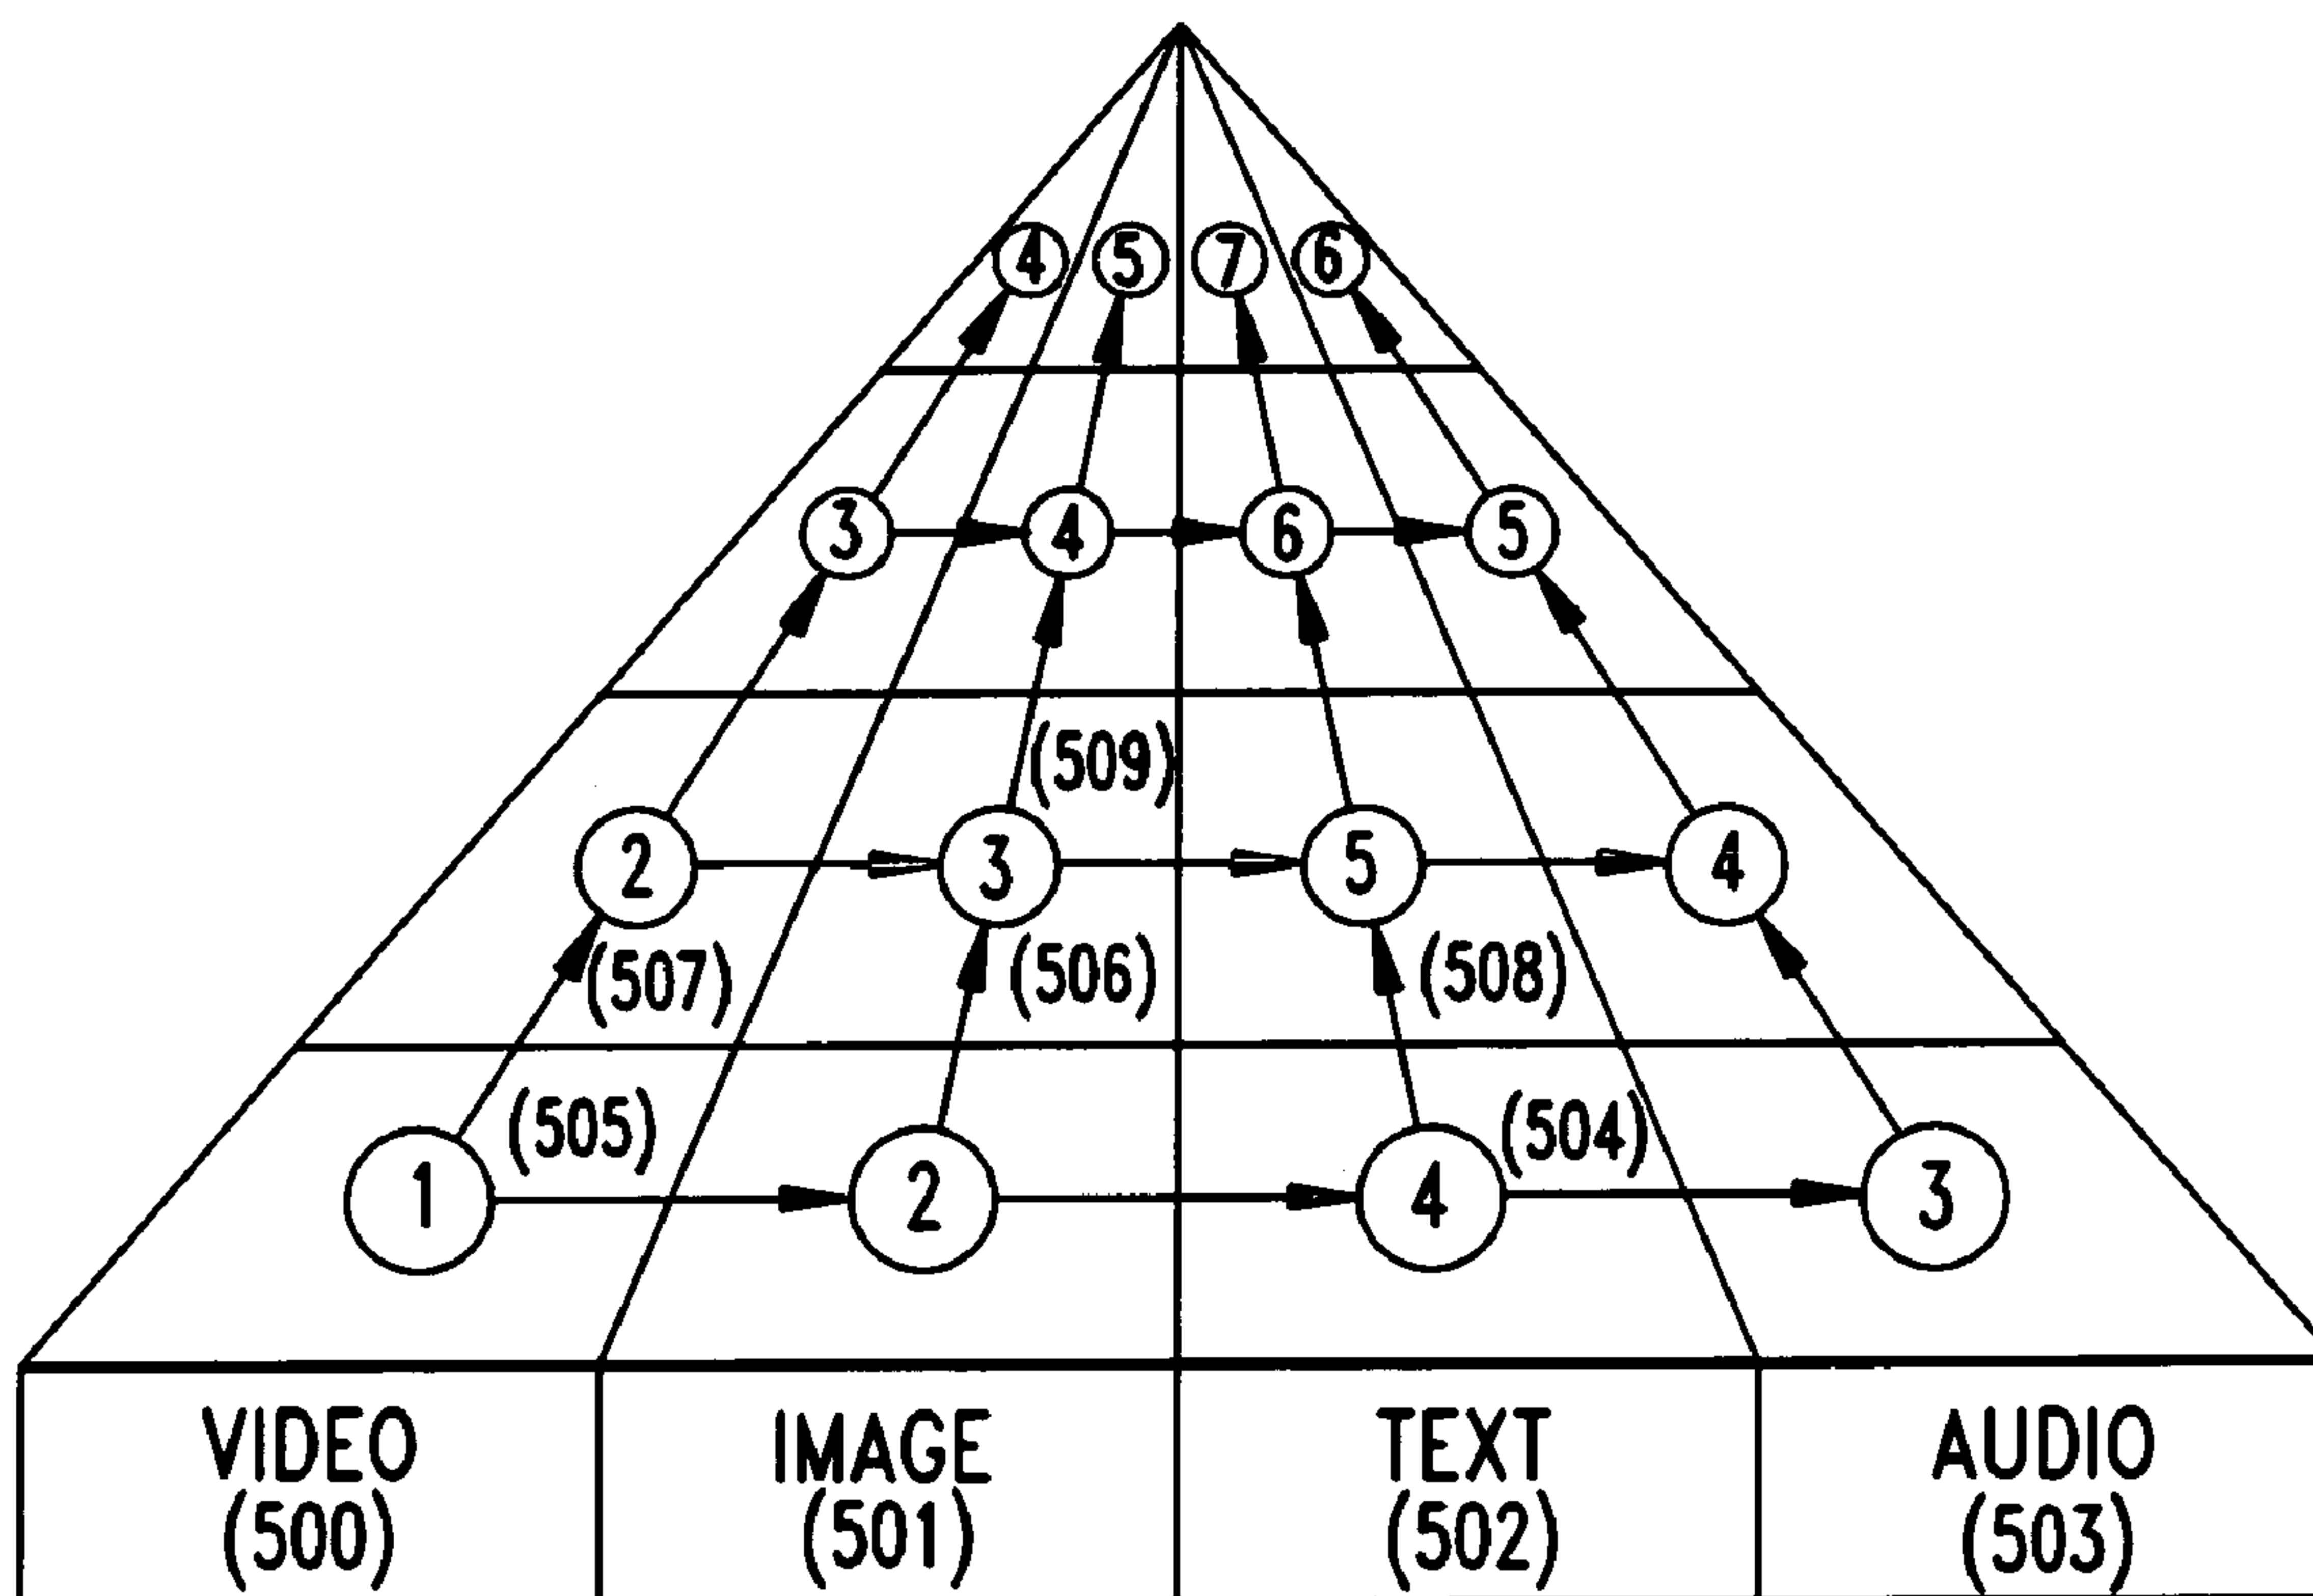 4 5 7 6
3 4 6 5
(509)
2 3 5 4
(507) (506) (508)
(505) (504)
1 2 4 3
VIDEO IMAGE TEXT AUDIO
(500) (501) (502) (503)